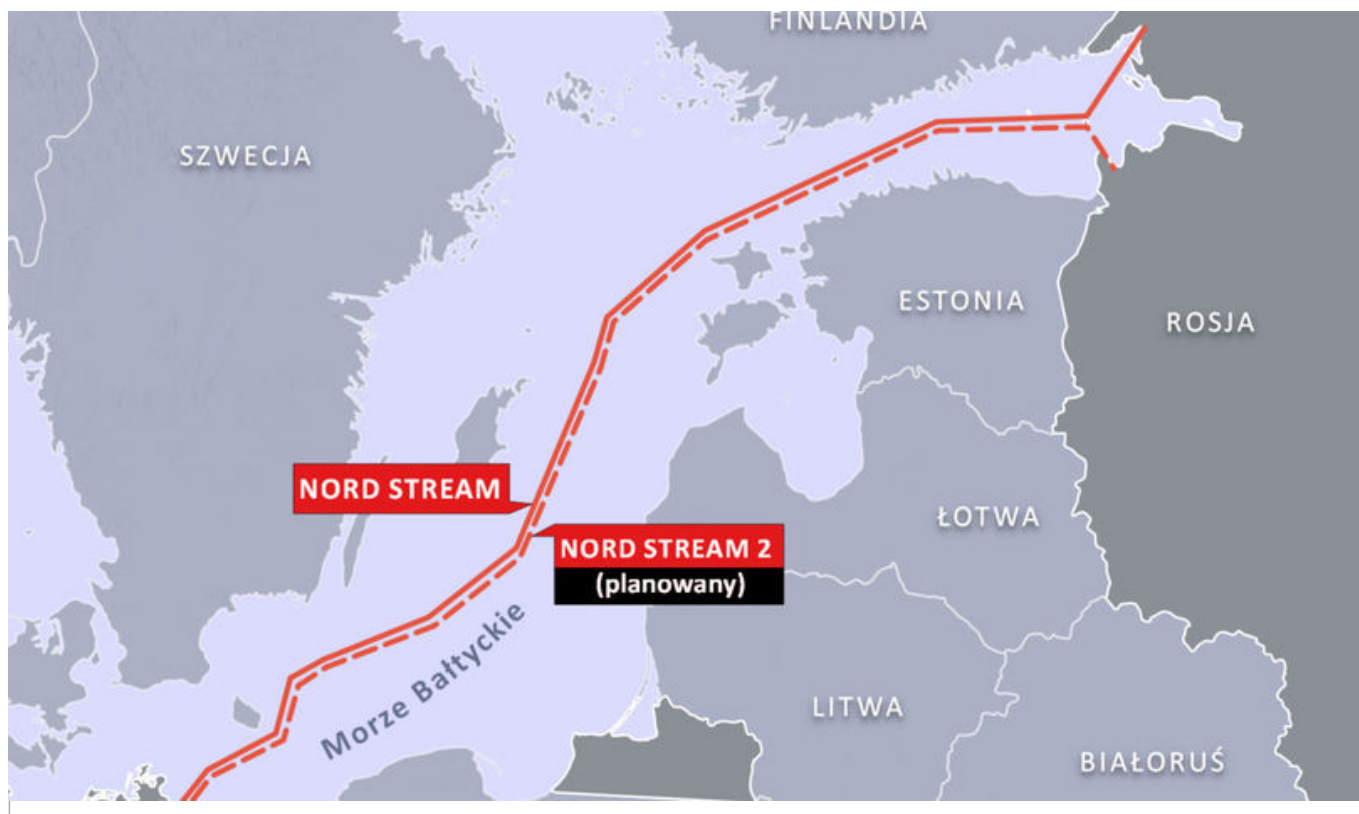 FINLANDIA
SZWECJA
ESTONIA
ROSJA
NORD STREAM
ŁOTWA
NORD STREAM 2
(planowany)
Morze Bałtyckie
LITWA
BIAŁORUŚ